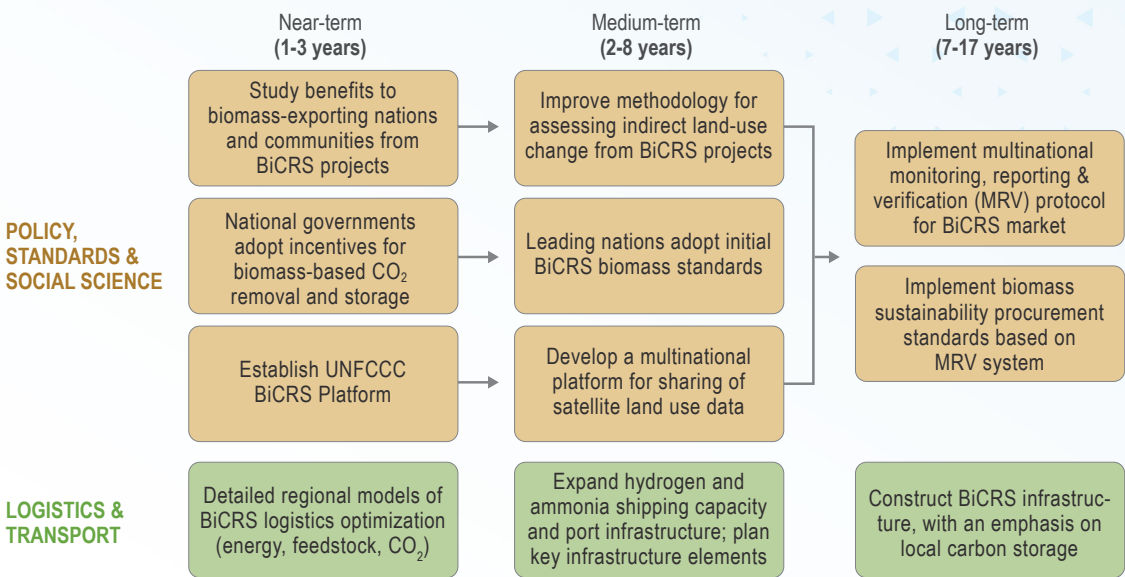 Near-term
(1-3 years)
Medium-term
(2-8 years)
Long-term
(7-17 years)
POLICY,
STANDARDS &
SOCIAL SCIENCE
Study benefits to
biomass-exporting nations
and communities from
BiCRS projects
Improve methodology for
assessing indirect land-use
change from BiCRS projects
Implement multinational
monitoring, reporting &
verification (MRV) protocol
for BiCRS market
National governments
adopt incentives for
biomass-based CO₂
removal and storage
Leading nations adopt initial
BiCRS biomass standards
Implement biomass
sustainability procurement
standards based on
MRV system
Establish UNFCCC
BiCRS Platform
Develop a multinational
platform for sharing of
satellite land use data
LOGISTICS &
TRANSPORT
Detailed regional models of
BiCRS logistics optimization
(energy, feedstock, CO₂)
Expand hydrogen and
ammonia shipping capacity
and port infrastructure; plan
key infrastructure elements
Construct BiCRS infrastruc-
ture, with an emphasis on
local carbon storage